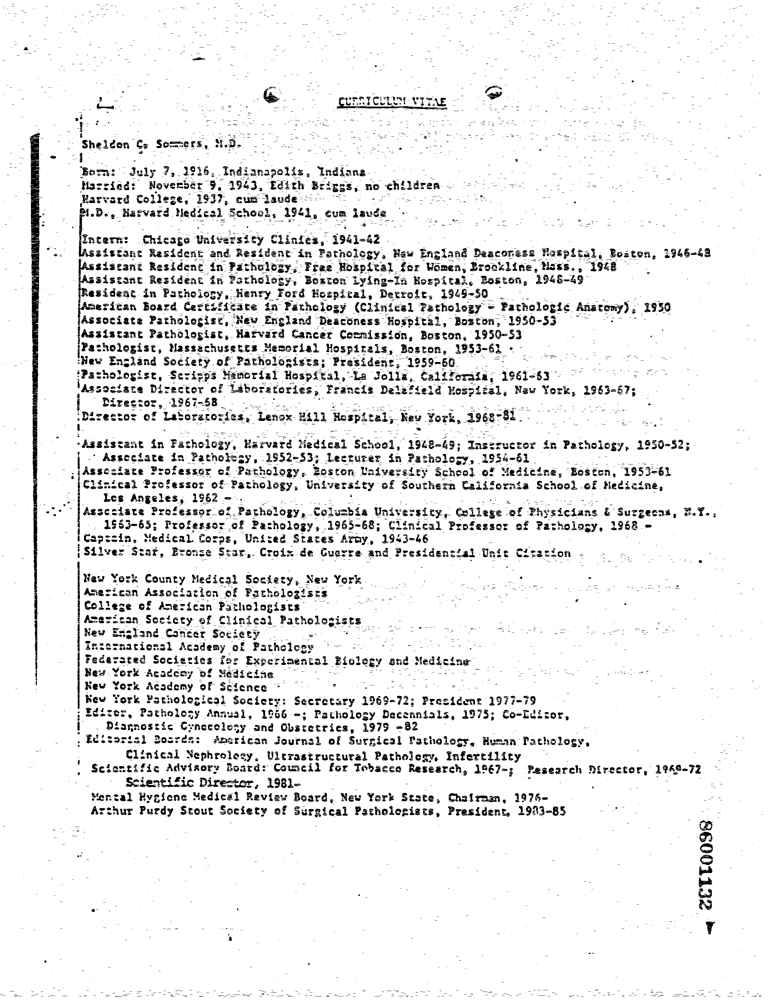 CURRICULUM VITAE
Sheldon C. Sommers, M.D.
Born: July 7, 1916, Indianapolis, Indiana
Married: November 9, 1943, Edith Briggs, no children
Harvard College, 1937, cum laude
M.D., Harvard Medical School, 1941, cum laude
Intern: Chicago University Clinics, 1941-42
Assistant Resident and Resident in Pathology, New England Deaconess Hospital, Boston, 1946-48
Assistant Resident in Pathology, Free Hospital for Women, Brookline, Mass., 1948
Assistant Resident in Pathology, Boston Lying-In Hospital, Boston, 1948-49
Resident in Pathology, Henry Ford Hospital, Detroit, 1949-50
American Board Certificate in Pathology (Clinical Pathology - Pathologic Anatomy), 1950
Associate Pathologist, New England Deaconess Hospital, Boston, 1950-53
Assistant Pathologist, Harvard Cancer Commission, Boston, 1950-53
Pathologist, Massachusetts Memorial Hospitals, Boston, 1953-61
New England Society of Pathologists; President, 1959-60
Pathologist, Scripps Memorial Hospital, La Jolla, California, 1961-63
Associate Director of Laboratories, Francis Delafield Hospital, New York, 1963-67;
Director, 1967-68
Director of Laboratories, Lenox Hill Hospital, New York, 1968-81
Assistant in Pathology, Harvard Medical School, 1948-49; Instructor in Pathology, 1950-52;
Associate in Pathology, 1952-53; Lecturer in Pathology, 1954-61
Associate Professor of Pathology, Boston University School of Medicine, Boston, 1953-61
Clinical Professor of Pathology, University of Southern California School of Medicine,
Los Angeles, 1962 -
Associate Professor of Pathology, Columbia University, College of Physicians & Surgeons, N.Y.,
1963-65; Professor of Pathology, 1965-68; Clinical Professor of Pathology, 1968 -
Captain, Medical Corps, United States Army, 1943-46
Silver Star, Bronze Star, Croix de Guerre and Presidential Unit Citation
New York County Medical Society, New York
American Association of Pathologists
College of American Pathologists
American Society of Clinical Pathologists
New England Cancer Society
International Academy of Pathology
Federated Societies for Experimental Biology and Medicine
New York Academy of Medicine
New York Academy of Science
New York Pathological Society: Secretary 1969-72; President 1977-79
Editor, Pathology Annual, 1966 -; Pathology Decennials, 1975; Co-Editor,
Diagnostic Gynecology and Obstetrics, 1979 -82
Editorial Boards: American Journal of Surgical Pathology, Human Pathology,
Clinical Nephrology, Ultrastructural Pathology, Infertility
Scientific Advisory Board: Council for Tobacco Research, 1967-; Research Director, 1969-72
Scientific Director, 1981-
Mental Hygiene Medical Review Board, New York State, Chairman, 1976-
Arthur Purdy Stout Society of Surgical Pathologists, President, 1983-85
86001132